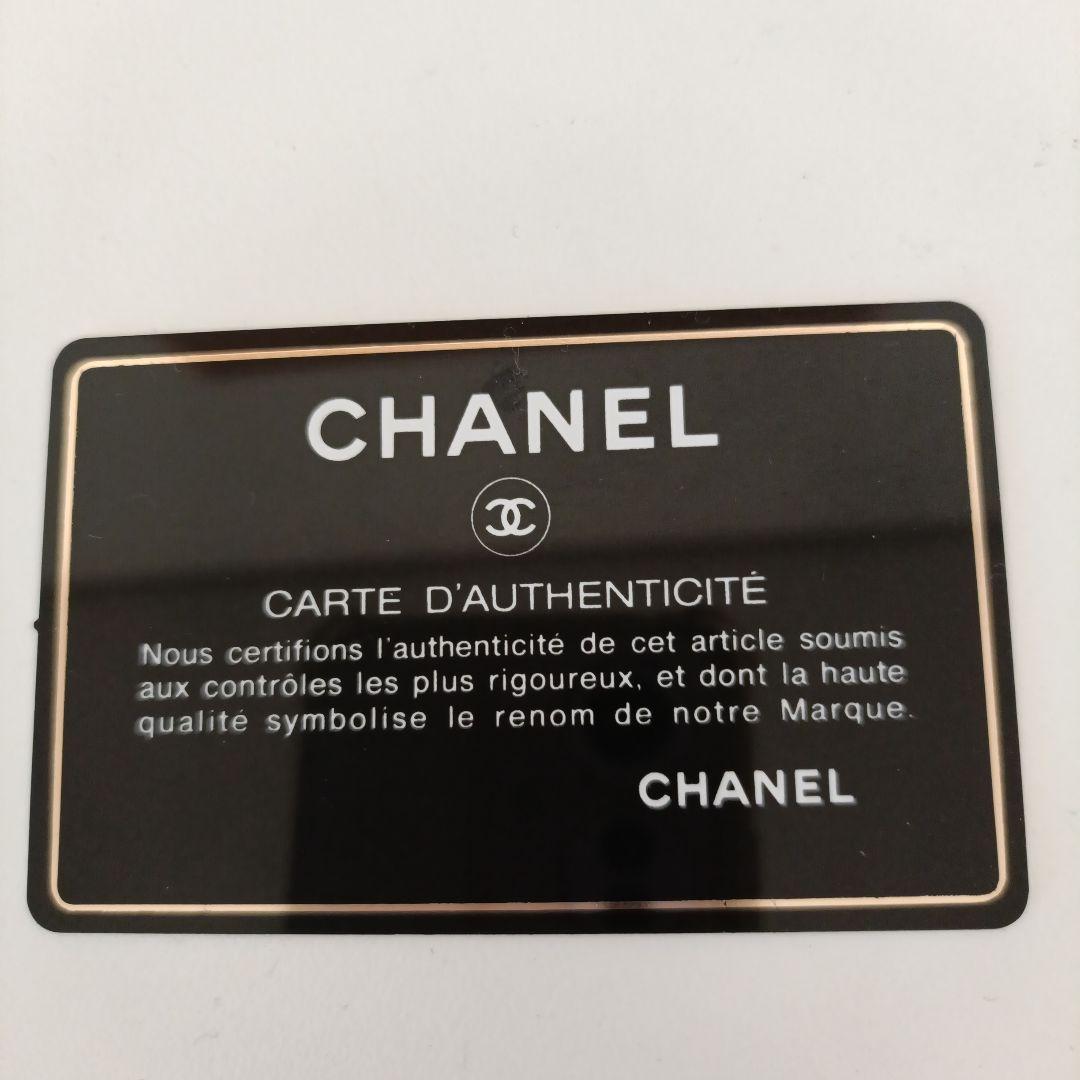 CHANEL
CARTE D'AUTHENTICITÉ
Nous certifions l'authenticité de cet article soumis
aux contrôles les plus rigoureux, et dont la haute
qualité symbolise le renom de notre Marque.
CHANEL